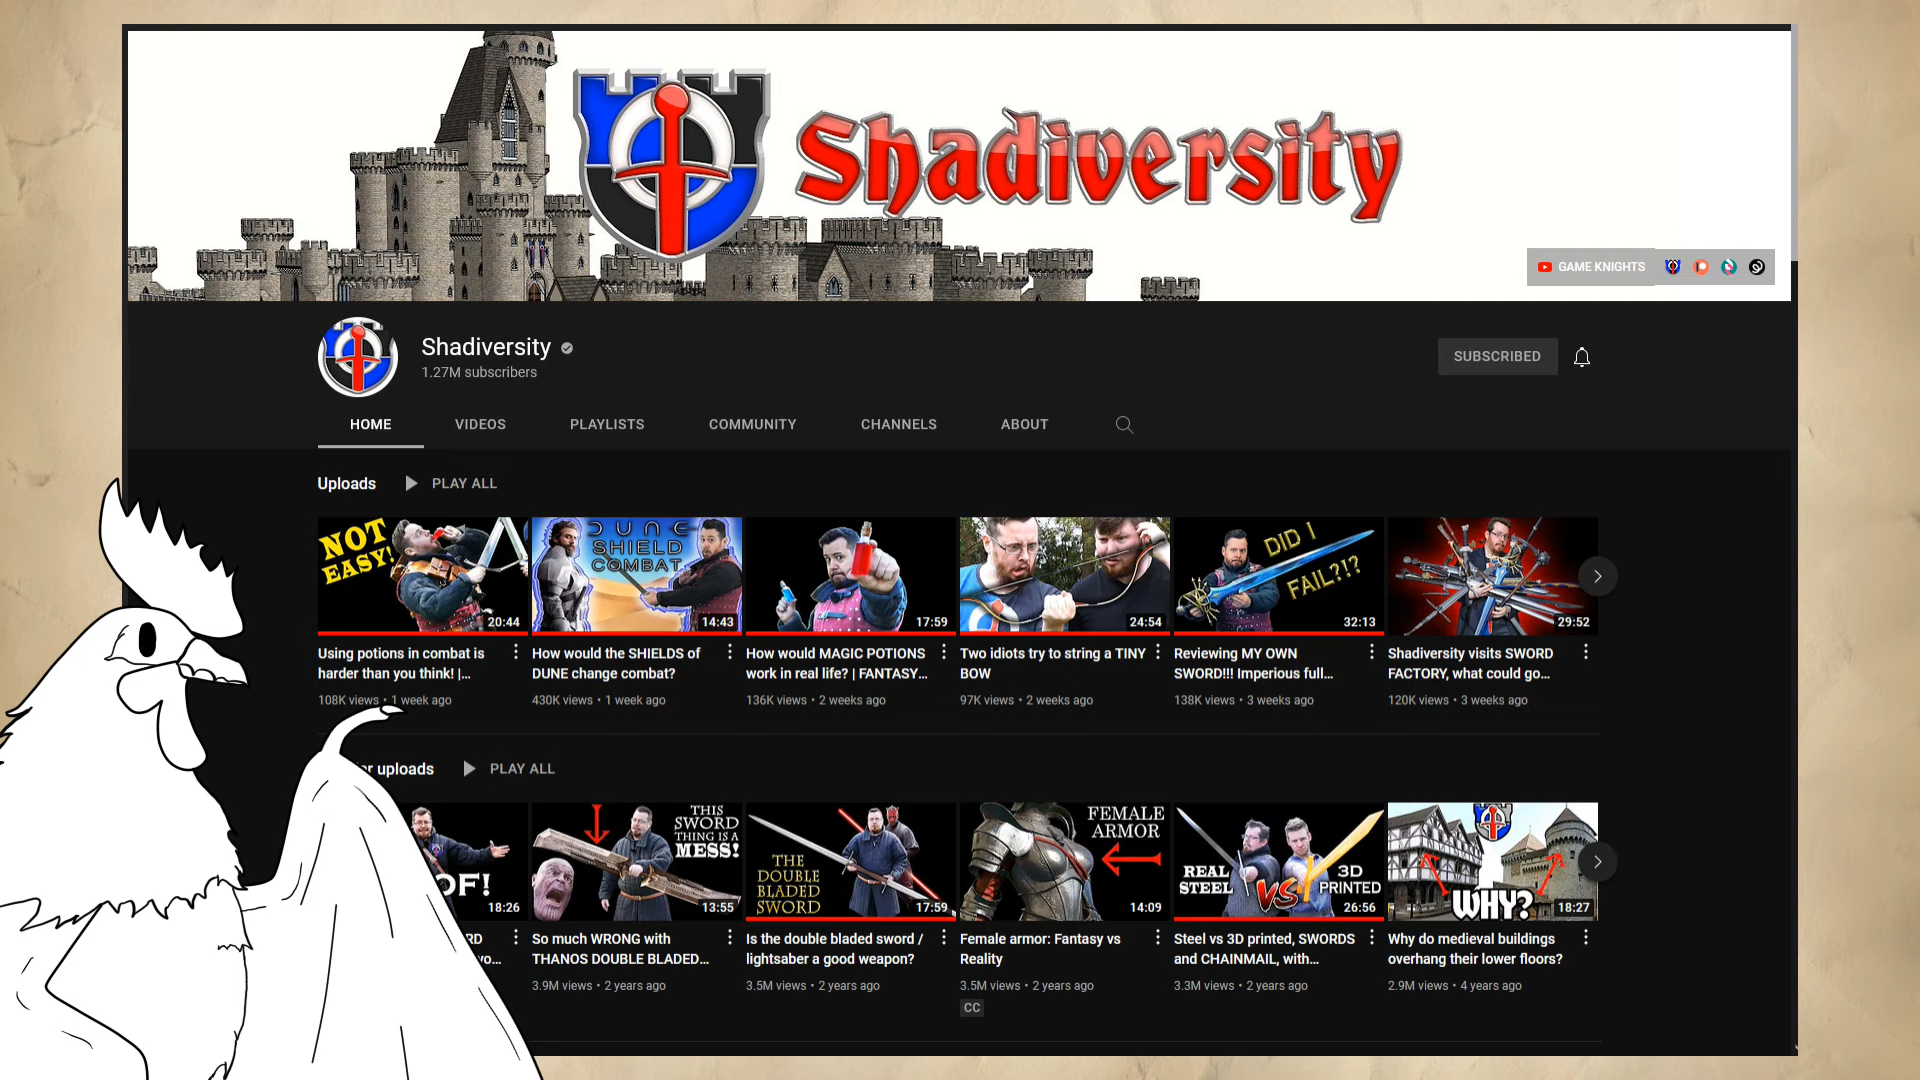 Shadiversity
GAME KNIGHTS
Shadiversity
1.27M subscribers
SUBSCRIBED
HOME VIDEOS PLAYLISTS COMMUNITY CHANNELS ABOUT
Uploads PLAY ALL
NOT
EASY!
20:44
DUNE
SHIELD
COMBAT
14:43
17:59
24:54
DID I
FAIL?!?
32:13
29:52
Using potions in combat is
harder than you think! |...
108K views • 1 week ago
How would the SHIELDS of
DUNE change combat?
430K views • 1 week ago
How would MAGIC POTIONS
work in real life? | FANTASY...
136K views • 2 weeks ago
Two idiots try to string a TINY
BOW
97K views • 2 weeks ago
Reviewing MY OWN
SWORD!!! Imperious full...
138K views • 3 weeks ago
Shadiversity visits SWORD
FACTORY, what could go...
120K views • 3 weeks ago
uploads PLAY ALL
OF!
18:26
THIS
SWORD
THING IS A
MESS!
13:55
THE
DOUBLE
BLADED
SWORD
17:59
FEMALE
ARMOR
14:09
REAL
STEEL
VS
3D
PRINTED
26:56
WHY?
18:27
RD
vo...
So much WRONG with
THANOS DOUBLE BLADED...
3.9M views • 2 years ago
Is the double bladed sword /
lightsaber a good weapon?
3.5M views • 2 years ago
Female armor: Fantasy vs
Reality
3.5M views • 2 years ago
CC
Steel vs 3D printed, SWORDS
and CHAINMAIL, with...
3.3M views • 2 years ago
Why do medieval buildings
overhang their lower floors?
2.9M views • 4 years ago